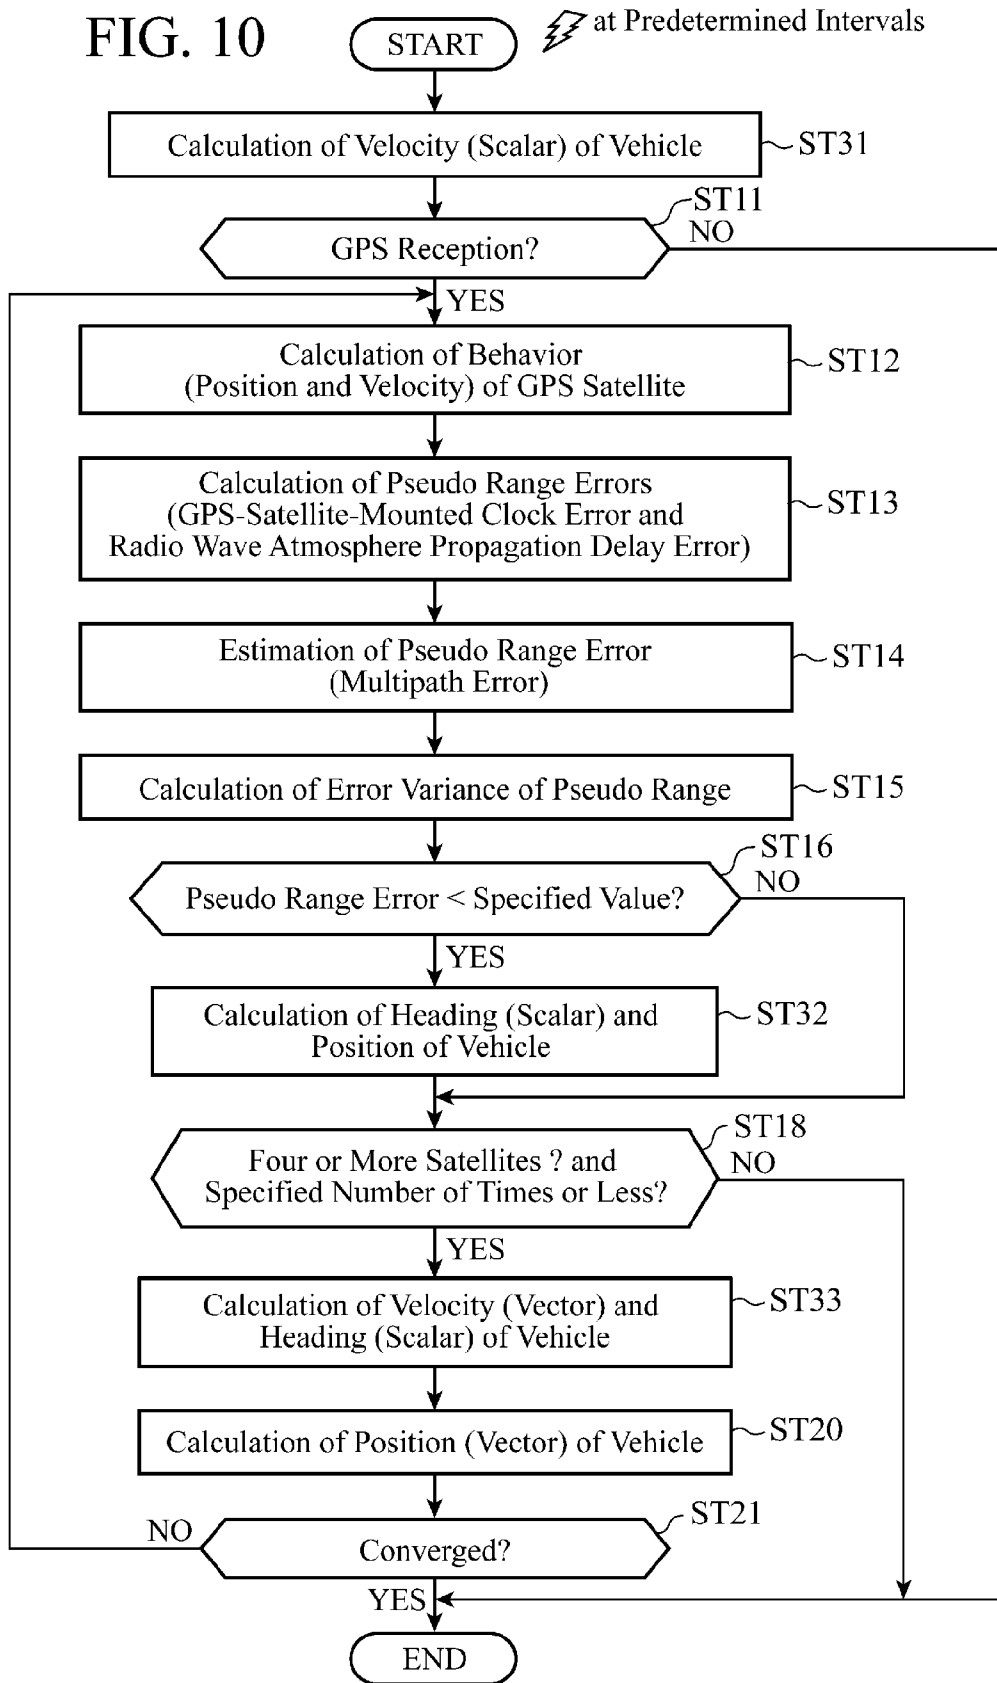 FIG. 10
START
at Predetermined Intervals
Calculation of Velocity (Scalar) of Vehicle
ST31
ST11
GPS Reception?
NO
YES
Calculation of Behavior
(Position and Velocity) of GPS Satellite
ST12
Calculation of Pseudo Range Errors
(GPS-Satellite-Mounted Clock Error and
Radio Wave Atmosphere Propagation Delay Error)
ST13
Estimation of Pseudo Range Error
(Multipath Error)
ST14
Calculation of Error Variance of Pseudo Range
ST15
ST16
Pseudo Range Error < Specified Value?
NO
YES
Calculation of Heading (Scalar) and
Position of Vehicle
ST32
ST18
Four or More Satellites ? and
Specified Number of Times or Less?
NO
YES
Calculation of Velocity (Vector) and
Heading (Scalar) of Vehicle
ST33
Calculation of Position (Vector) of Vehicle
ST20
ST21
NO
Converged?
YES
END